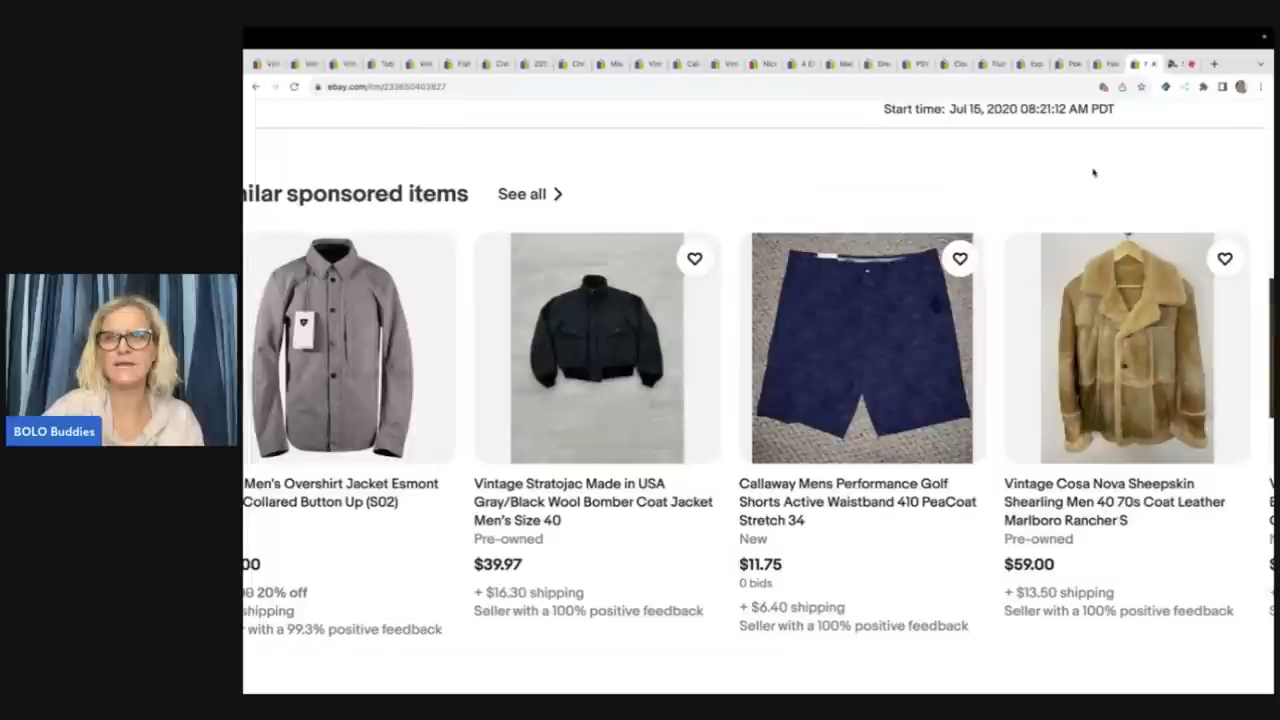 ebay.com/itm/233650403827
Start time: Jul 15, 2020 08:21:12 AM PDT
ilar sponsored items See all
BOLO Buddies
Men's Overshirt Jacket Esmont
Collared Button Up (S02)
00
20% off
shipping
with a 99.3% positive feedback
Vintage Stratojac Made in USA
Gray/Black Wool Bomber Coat Jacket
Men's Size 40
Pre-owned
$39.97
+ $16.30 shipping
Seller with a 100% positive feedback
Callaway Mens Performance Golf
Shorts Active Waistband 410 PeaCoat
Stretch 34
New
$11.75
0 bids
+ $6.40 shipping
Seller with a 100% positive feedback
Vintage Cosa Nova Sheepskin
Shearling Men 40 70s Coat Leather
Marlboro Rancher S
Pre-owned
$59.00
+ $13.50 shipping
Seller with a 100% positive feedback